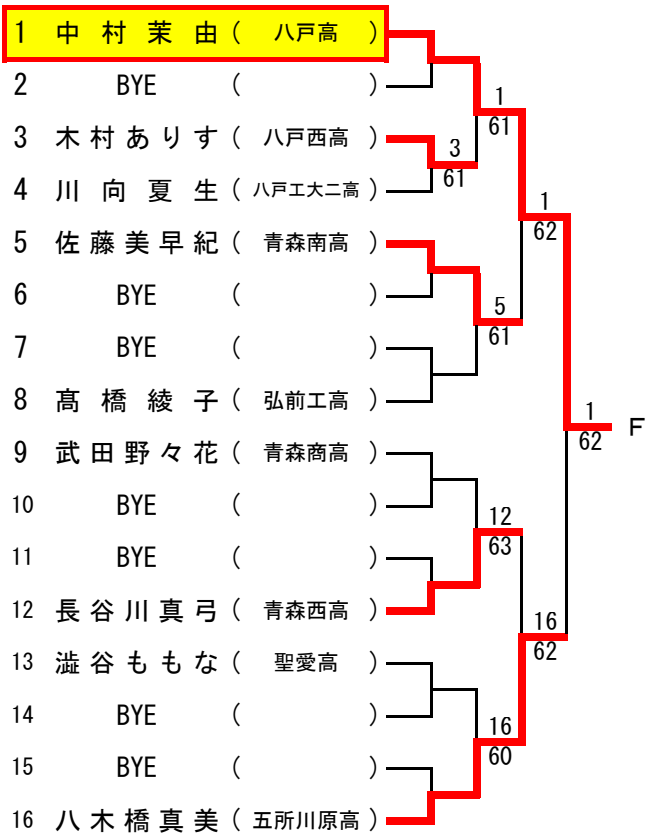 1 中村茉由 ( 八戸高 )
2 BYE ( )
1
61
3 木村ありす ( 八戸西高 )
3
61
4 川向夏生 ( 八戸工大二高 )
1
62
5 佐藤美早紀 ( 青森南高 )
6 BYE ( )
5
61
7 BYE ( )
8 髙橋綾子 ( 弘前工高 )
1
62
F
9 武田野々花 ( 青森商高 )
10 BYE ( )
12
63
11 BYE ( )
12 長谷川真弓 ( 青森西高 )
16
62
13 澁谷ももな ( 聖愛高 )
14 BYE ( )
16
60
15 BYE ( )
16 八木橋真美 ( 五所川原高 )